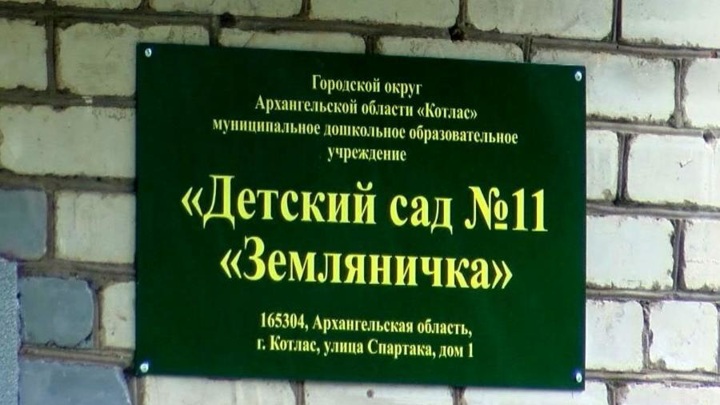 Городской округ
Архангельской области «Котлас»
муниципальное дошкольное образовательное
учреждение
«Детский сад №11
«Земляничка»
165304, Архангельская область,
г. Котлас, улица Спартака, дом 1